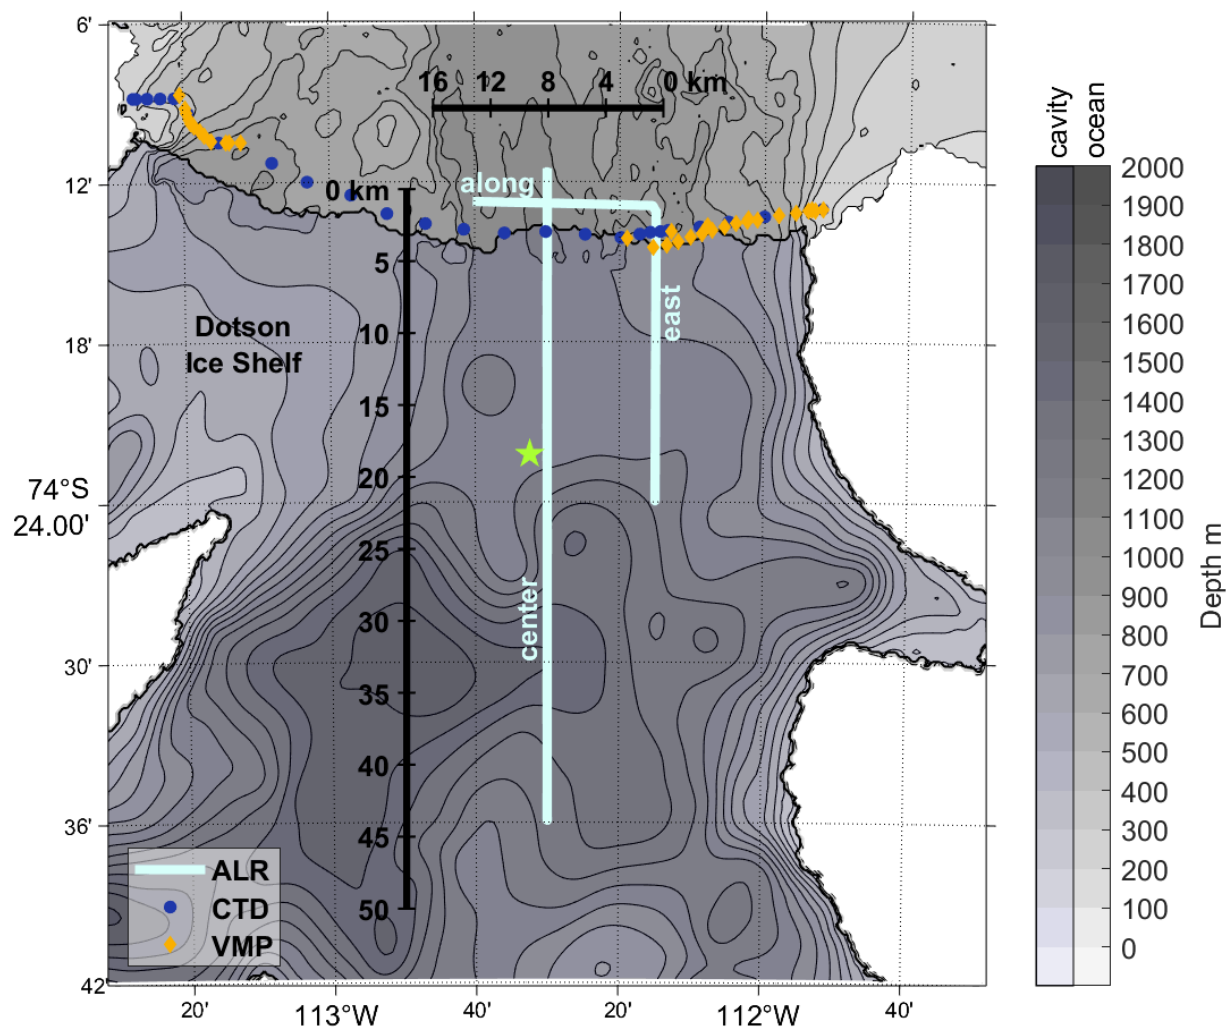 6'
12'
18'
74°S
24.00'
30'
36'
42'
16 12 8 4 0 km
along
0 km
5
10
15
20
25
30
35
40
45
50
east
center
Dotson
Ice Shelf
ALR
CTD
VMP
20'
113°W
40'
20'
112°W
40'
cavity
ocean
2000
1900
1800
1700
1600
1500
1400
1300
1200
1100
1000
900
800
700
600
500
400
300
200
100
0
Depth m